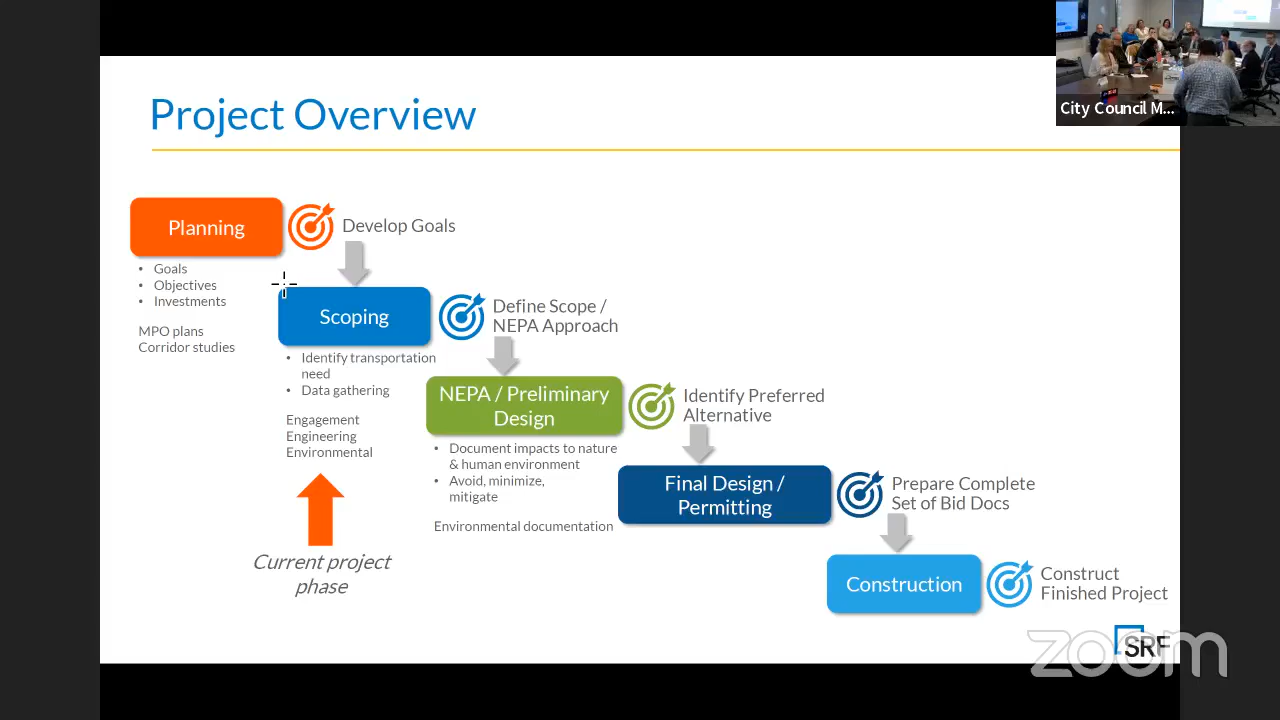 City Council M...
Project Overview
Planning
Develop Goals
• Goals
• Objectives
• Investments
MPO plans
Corridor studies
Scoping
Define Scope /
NEPA Approach
• Identify transportation
need
• Data gathering
Engagement
Engineering
Environmental
Current project
phase
NEPA / Preliminary
Design
Identify Preferred
Alternative
• Document impacts to nature
& human environment
• Avoid, minimize,
mitigate
Environmental documentation
Final Design /
Permitting
Prepare Complete
Set of Bid Docs
Construction
Construct
Finished Project
SRF
zoom